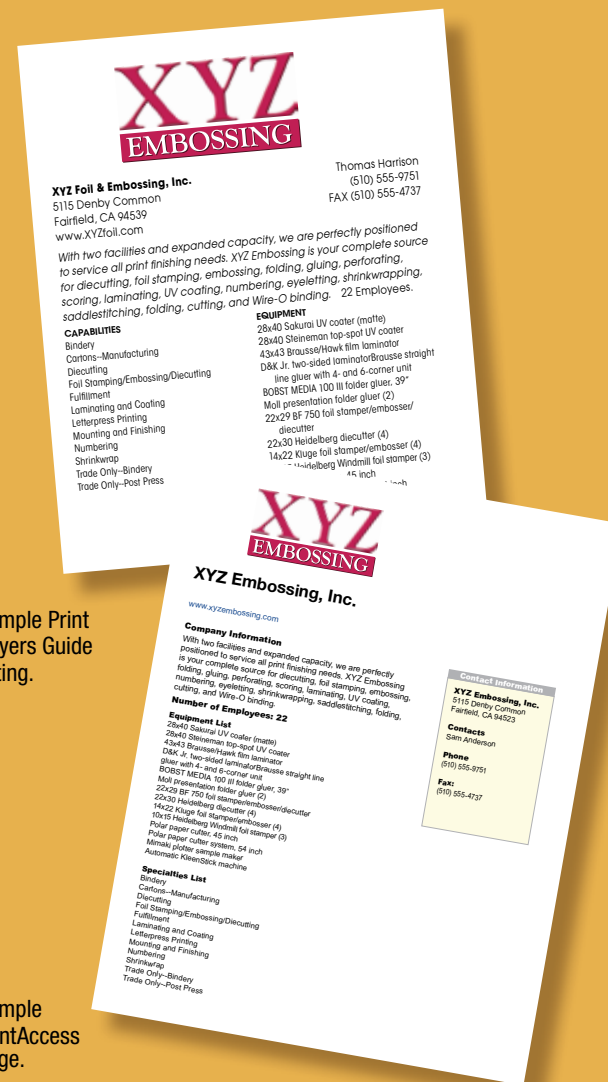 XYZ
EMBOSSING
XYZ Foil & Embossing, Inc.
5115 Denby Common
Fairfield, CA 94539
www.XYZfoil.com
Thomas Harrison
(510) 555-9751
FAX (510) 555-4737
With two facilities and expanded capacity, we are perfectly positioned
to service all print finishing needs. XYZ Embossing is your complete source
for diecutting, foil stamping, embossing, folding, gluing, perforating,
scoring, laminating, UV coating, numbering, eyeletting, shrinkwrapping,
saddlestitching, folding, cutting, and Wire-O binding. 22 Employees.
CAPABILITIES
Bindery
Cartons--Manufacturing
Diecutting
Foil Stamping/Embossing/Diecutting
Fulfillment
Laminating and Coating
Letterpress Printing
Mounting and Finishing
Numbering
Shrinkwrap
Trade Only--Bindery
Trade Only--Post Press
EQUIPMENT
28x40 Sakurai UV coater (matte)
28x40 Steineman top-spot UV coater
43x43 Brausse/Hawk film laminator
D&K Jr. two-sided laminatorBrausse straight
line gluer with 4- and 6-corner unit
BOBST MEDIA 100 III folder gluer, 39"
Moll presentation folder gluer (2)
22x29 BF 750 foil stamper/embosser/
diecutter
22x30 Heidelberg diecutter (4)
14x22 Kluge foil stamper/embosser (4)
Heidelberg Windmill foil stamper (3)
45 inch
inch
XYZ
EMBOSSING
XYZ Embossing, Inc.
www.xyzembossing.com
Company Information
With two facilities and expanded capacity, we are perfectly
positioned to service all print finishing needs. XYZ Embossing
is your complete source for diecutting, foil stamping, embossing,
folding, gluing, perforating, scoring, laminating, UV coating,
numbering, eyeletting, shrinkwrapping, saddlestitching, folding,
cutting, and Wire-O binding.
Number of Employees: 22
Equipment List
28x40 Sakurai UV coater (matte)
28x40 Steineman top-spot UV coater
43x43 Brausse/Hawk film laminator
D&K Jr. two-sided laminatorBrausse straight line
gluer with 4- and 6-corner unit
BOBST MEDIA 100 III folder gluer, 39"
Moll presentation folder gluer (2)
22x29 BF 750 foil stamper/embosser/diecutter
22x30 Heidelberg diecutter (4)
14x22 Kluge foil stamper/embosser (4)
10x15 Heidelberg Windmill foil stamper (3)
Polar paper cutter, 45 inch
Polar paper cutter system, 54 inch
Mimaki plotter sample maker
Automatic KleenStick machine
Specialties List
Bindery
Cartons--Manufacturing
Diecutting
Foil Stamping/Embossing/Diecutting
Fulfillment
Laminating and Coating
Letterpress Printing
Mounting and Finishing
Numbering
Shrinkwrap
Trade Only--Bindery
Trade Only--Post Press
Contact Information
XYZ Embossing, Inc.
5115 Denby Common
Fairfield, CA 94523
Contacts
Sam Anderson
Phone
(510) 555-9751
Fax:
(510) 555-4737
mple Print
yers Guide
ting.
mple
ntAccess
ge.